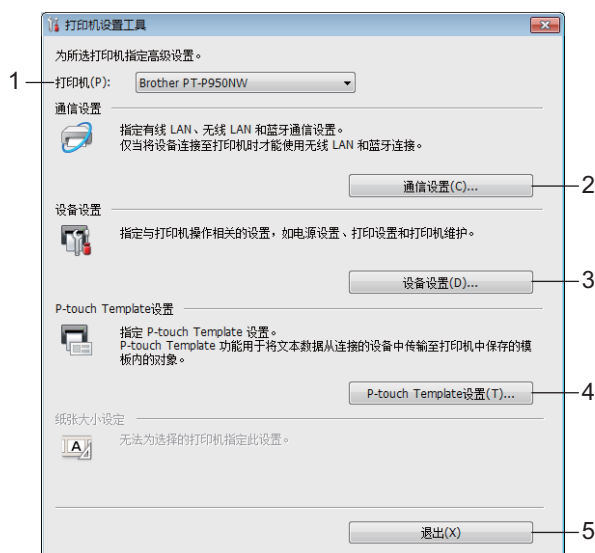 打印机设置工具
为所选打印机指定高级设置。
1 打印机(P): Brother PT-P950NW
通信设置
指定有线 LAN、无线 LAN 和蓝牙通信设置。
仅当将设备连接至打印机时才能使用无线 LAN 和蓝牙连接。
通信设置(C)... 2
设备设置
指定与打印机操作相关的设置，如电源设置、打印设置和打印机维护。
设备设置(D)... 3
P-touch Template设置
指定 P-touch Template 设置。
P-touch Template 功能用于将文本数据从连接的设备中传输至打印机中保存的模
板内的对象。
P-touch Template设置(T)... 4
纸张大小设定
无法为选择的打印机指定此设置。
A
退出(X) 5